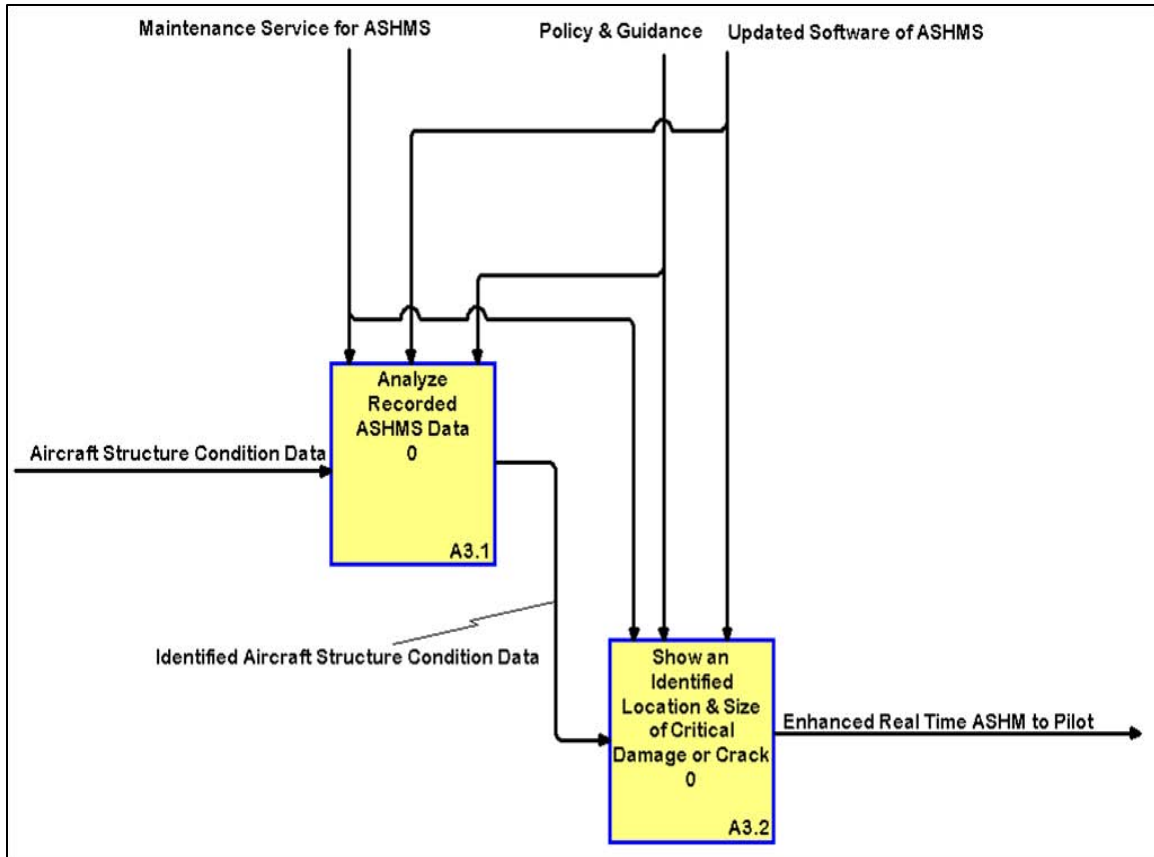 Maintenance Service for ASHMS
Policy & Guidance
Updated Software of ASHMS
Analyze
Recorded
ASHMS Data
0
A3.1
Aircraft Structure Condition Data
Identified Aircraft Structure Condition Data
Show an
Identified
Location & Size
of Critical
Damage or Crack
0
A3.2
Enhanced Real Time ASHM to Pilot